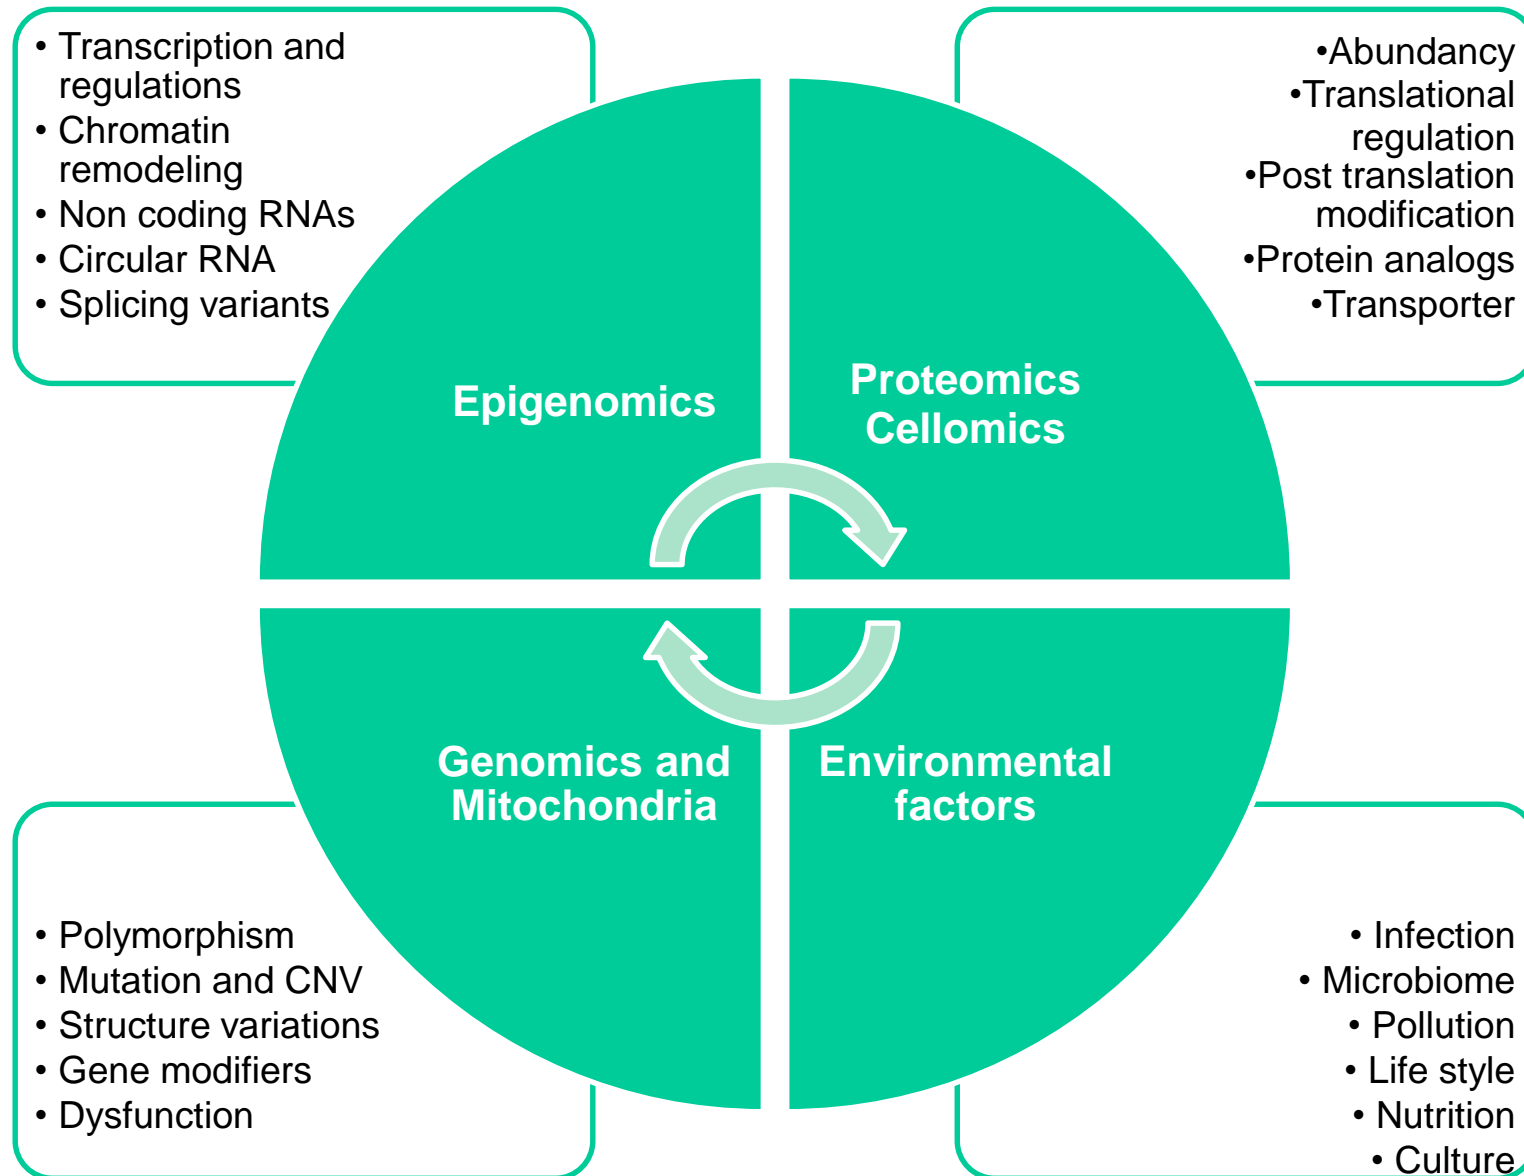 • Transcription and
regulations
• Chromatin
remodeling
• Non coding RNAs
• Circular RNA
• Splicing variants
•Abundancy
•Translational
regulation
•Post translation
modification
•Protein analogs
•Transporter
Epigenomics
Proteomics
Cellomics
Genomics and
Mitochondria
Environmental
factors
• Polymorphism
• Mutation and CNV
• Structure variations
• Gene modifiers
• Dysfunction
• Infection
• Microbiome
• Pollution
• Life style
• Nutrition
• Culture